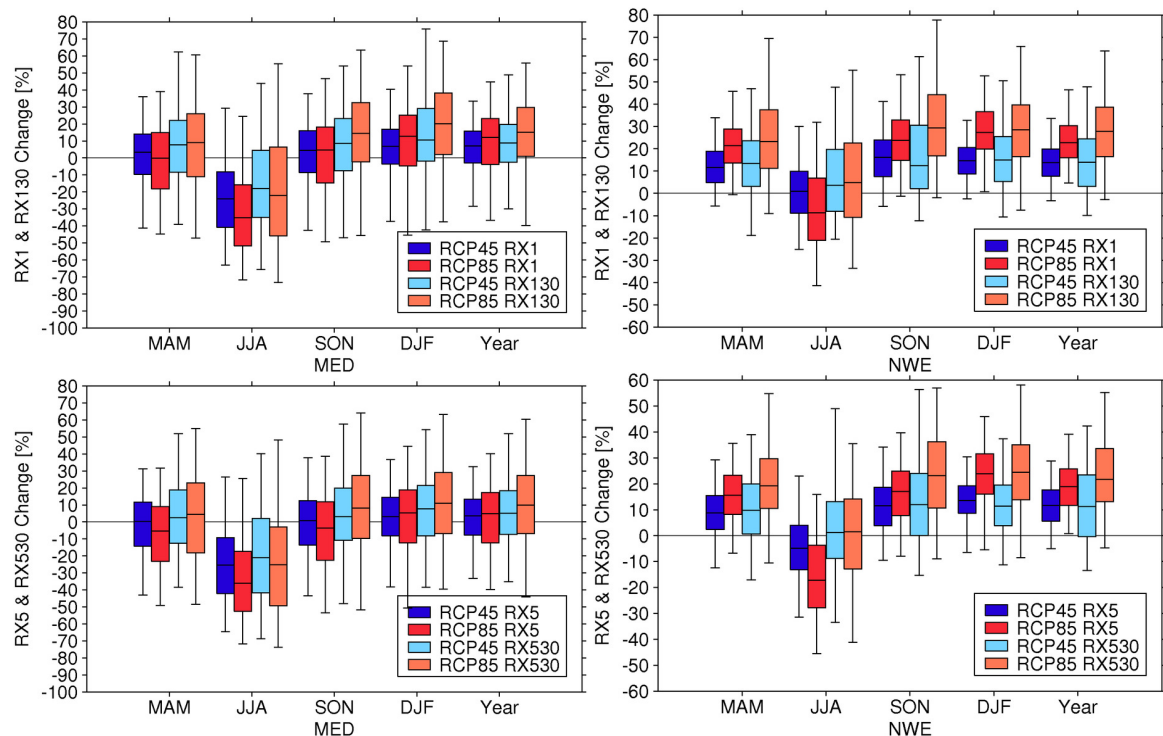 RX1 & RX130 Change [%]
80
70
60
50
40
30
20
10
0
-10
-20
-30
-40
-50
-60
-70
-80
-90
-100
RCP45 RX1
RCP85 RX1
RCP45 RX130
RCP85 RX130
MAM JJA SON DJF Year
MED
RX1 & RX130 Change [%]
80
70
60
50
40
30
20
10
0
-10
-20
-30
-40
-50
-60
RCP45 RX1
RCP85 RX1
RCP45 RX130
RCP85 RX130
MAM JJA SON DJF Year
NWE
RX5 & RX530 Change [%]
80
70
60
50
40
30
20
10
0
-10
-20
-30
-40
-50
-60
-70
-80
-90
-100
RCP45 RX5
RCP85 RX5
RCP45 RX530
RCP85 RX530
MAM JJA SON DJF Year
MED
RX5 & RX530 Change [%]
60
50
40
30
20
10
0
-10
-20
-30
-40
-50
-60
RCP45 RX5
RCP85 RX5
RCP45 RX530
RCP85 RX530
MAM JJA SON DJF Year
NWE